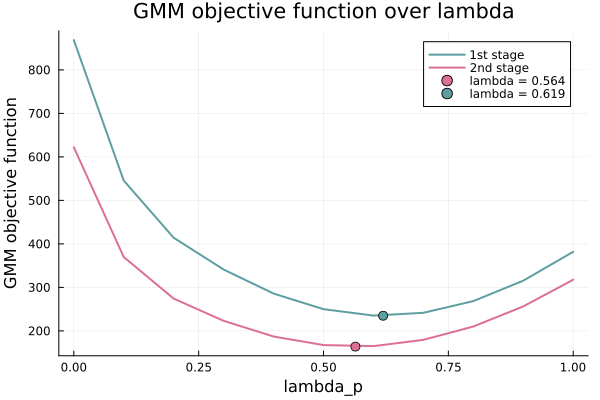 GMM objective function over lambda
GMM objective function
800
700
600
500
400
300
200
0.00
0.25
0.50
0.75
1.00
lambda_p
1st stage
2nd stage
lambda = 0.564
lambda = 0.619